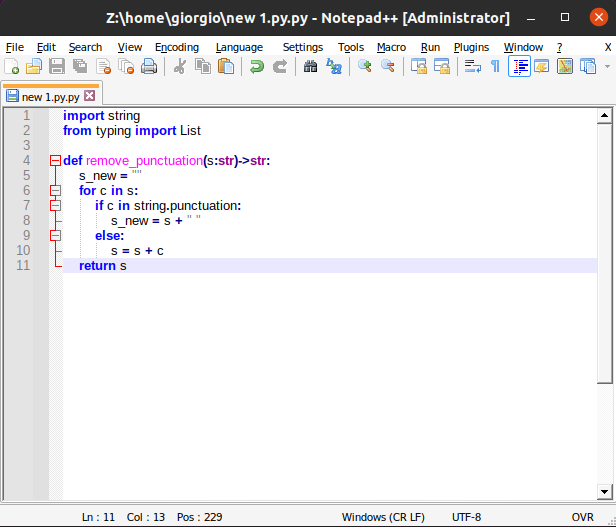 Z:\home\giorgio\new 1.py.py - Notepad++ [Administrator]
File Edit Search View Encoding Language Settings Tools Macro Run Plugins Window ? X
new 1.py.py
1 import string
2 from typing import List
3
4 def remove_punctuation(s:str)->str:
5 s_new = ""
6 for c in s:
7 if c in string.punctuation:
8 s_new = s + " "
9 else:
10 s = s + c
11 return s
Ln : 11 Col : 13 Pos : 229 Windows (CR LF) UTF-8 OVR